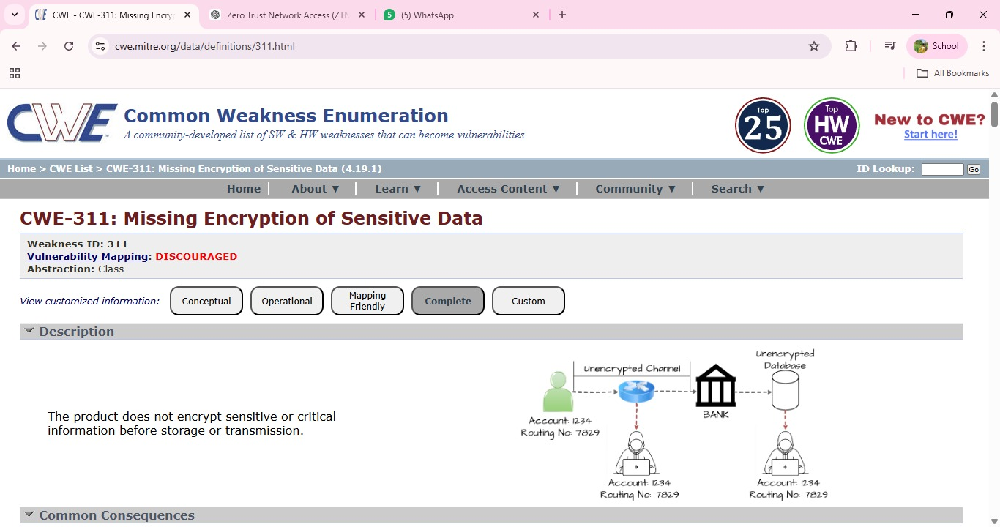 CWE - CWE-311: Missing Encryp
Zero Trust Network Access (ZTN
5
(5) WhatsApp
cwe.mitre.org/data/definitions/311.html
School
All Bookmarks
CWE
Common Weakness Enumeration
A community-developed list of SW & HW weaknesses that can become vulnerabilities
Top
25
Top
HW
CWE
New to CWE?
Start here!
Home > CWE List > CWE-311: Missing Encryption of Sensitive Data (4.19.1)
ID Lookup:
Go
Home
About ▼
Learn ▼
Access Content ▼
Community ▼
Search ▼
CWE-311: Missing Encryption of Sensitive Data
Weakness ID: 311
Vulnerability Mapping: DISCOURAGED
Abstraction: Class
View customized information:
Conceptual
Operational
Mapping
Friendly
Complete
Custom
Description
The product does not encrypt sensitive or critical
information before storage or transmission.
Unencrypted Channel
Unencrypted
Database
BANK
Account: 1234
Routing No: 7829
Account: 1234
Routing No: 7829
Account: 1234
Routing No: 7829
Common Consequences